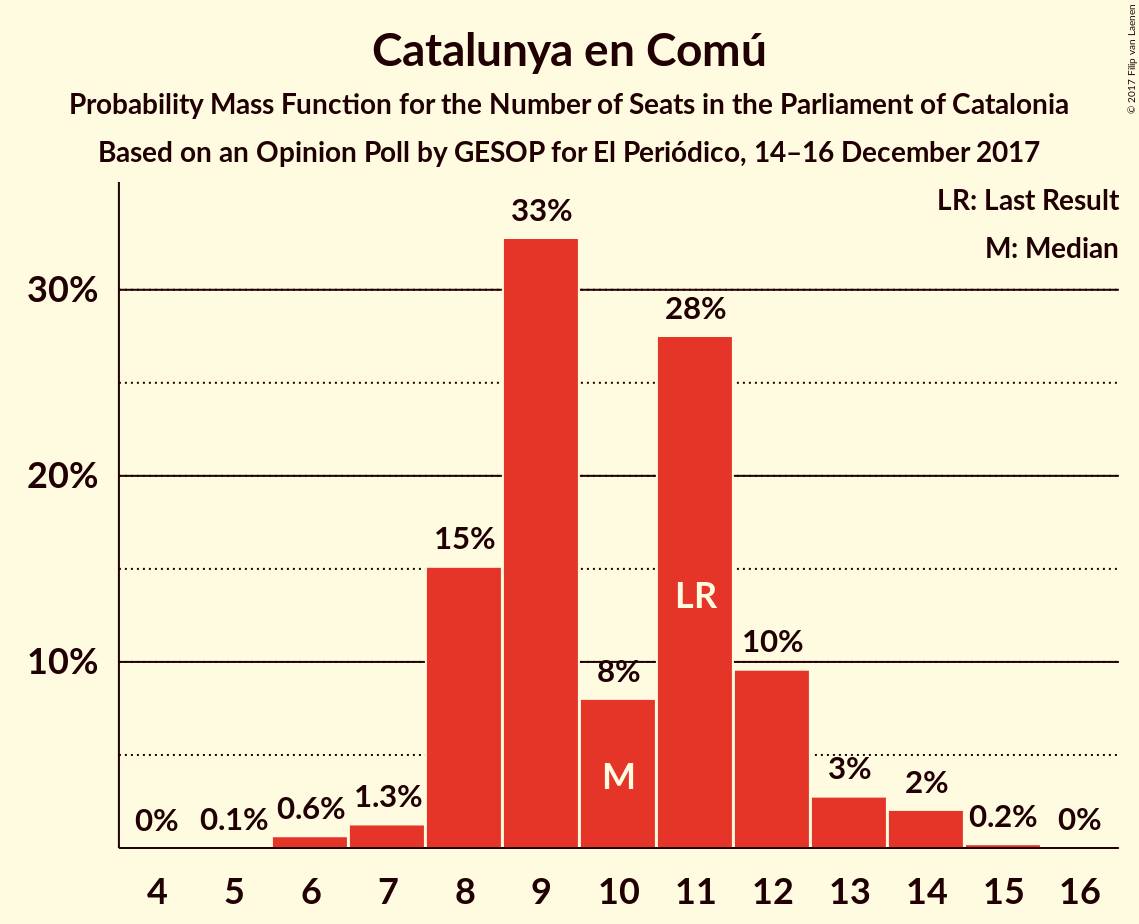 Catalunya en Comú
Probability Mass Function for the Number of Seats in the Parliament of Catalonia
Based on an Opinion Poll by GESOP for El Periódico, 14–16 December 2017
© 2017 Filip van Laenen
LR: Last Result
M: Median
30%
20%
10%
0%
0.1%
0.6%
1.3%
15%
33%
8%
28%
10%
3%
2%
0.2%
0%
M
LR
4 5 6 7 8 9 10 11 12 13 14 15 16